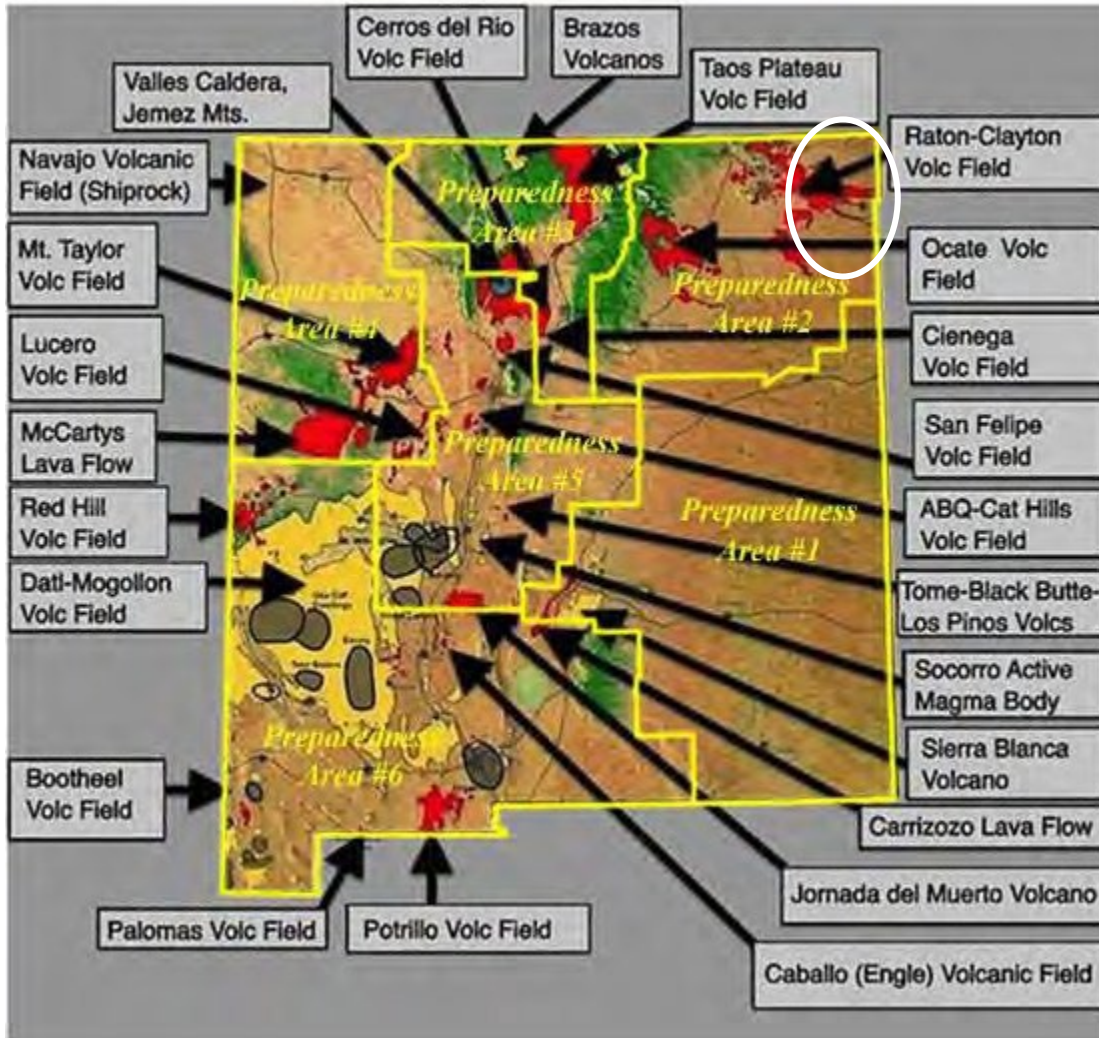 Cerros del Rio
Volc Field
Brazos
Volcanos
Valles Caldera,
Jemez Mts.
Taos Plateau
Volc Field
Navajo Volcanic
Field (Shiprock)
Raton-Clayton
Volc Field
Mt. Taylor
Volc Field
Ocate Volc
Field
Lucero
Volc Field
Cienega
Volc Field
McCartys
Lava Flow
San Felipe
Volc Field
Red Hill
Volc Field
ABQ-Cat Hills
Volc Field
Datl-Mogollon
Volc Field
Tome-Black Butte-
Los Pinos Volcs
Socorro Active
Magma Body
Sierra Blanca
Volcano
Bootheel
Volc Field
Carrizozo Lava Flow
Jornada del Muerto Volcano
Palomas Volc Field
Potrillo Volc Field
Caballo (Engle) Volcanic Field
Preparedness
Area #3
Preparedness
Area #4
Preparedness
Area #2
Preparedness
Area #5
Preparedness
Area #1
Preparedness
Area #6